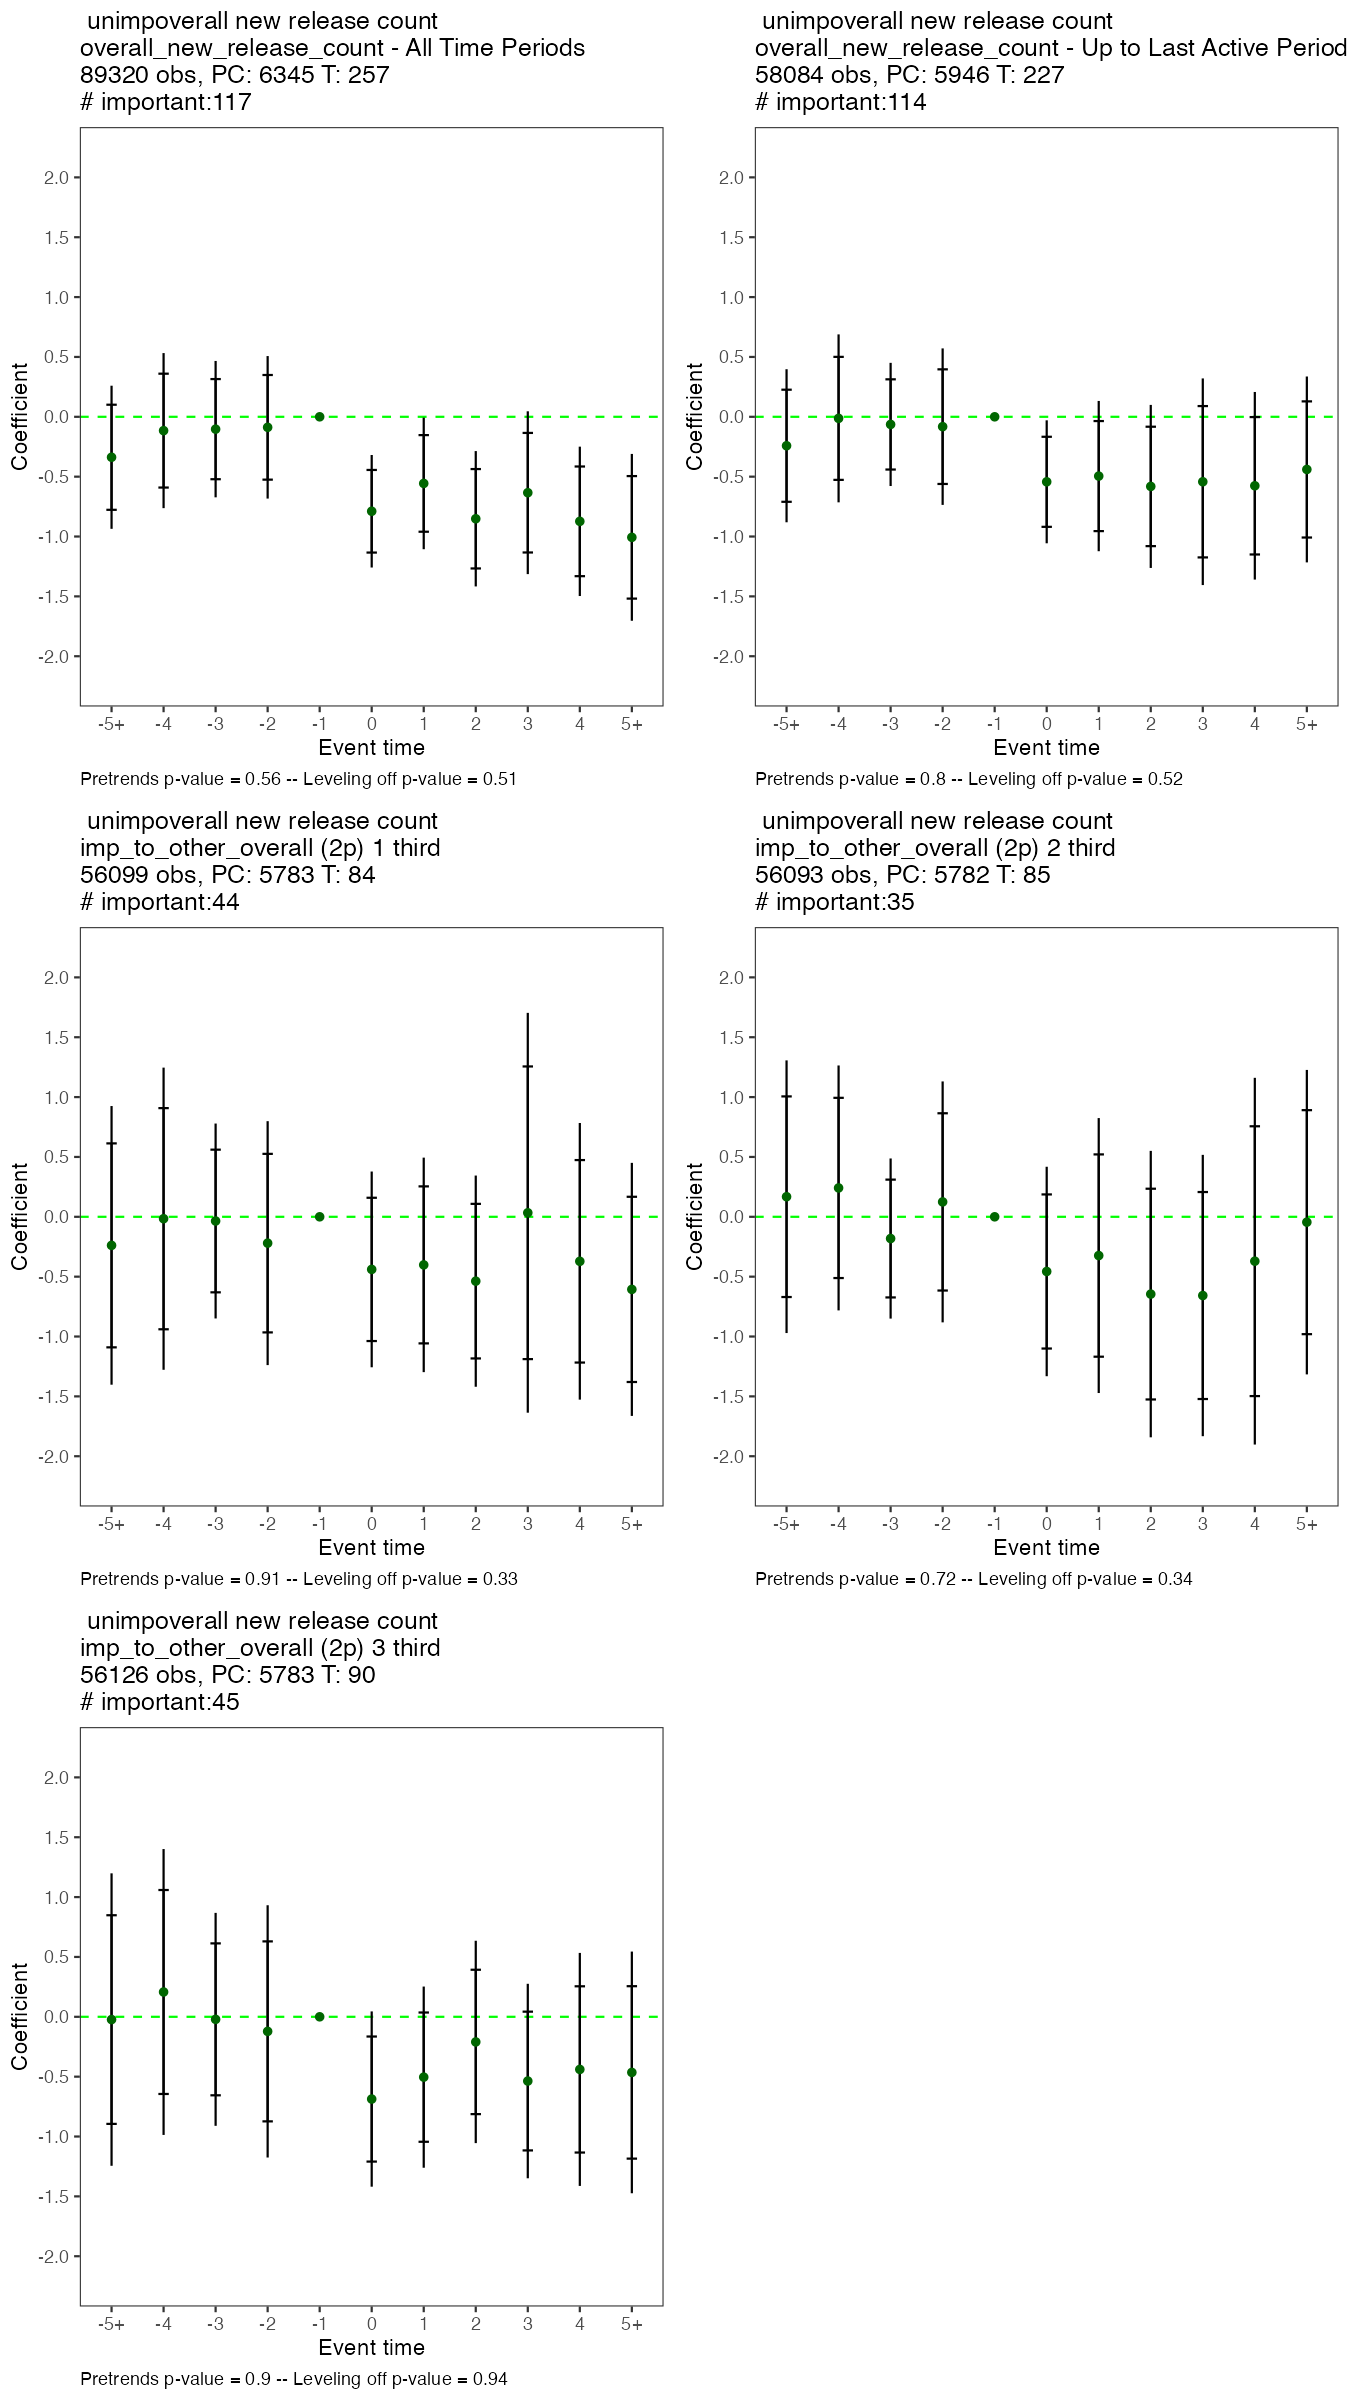 unimpoverall new release count
overall_new_release_count - All Time Periods
89320 obs, PC: 6345 T: 257
# important:117
2.0
1.5
1.0
0.5
0.0
-0.5
-1.0
-1.5
-2.0
Coefficient
-5+ -4 -3 -2 -1 0 1 2 3 4 5+
Event time
Pretrends p-value = 0.56 -- Leveling off p-value = 0.51
unimpoverall new release count
overall_new_release_count - Up to Last Active Period
58084 obs, PC: 5946 T: 227
# important:114
2.0
1.5
1.0
0.5
0.0
-0.5
-1.0
-1.5
-2.0
Coefficient
-5+ -4 -3 -2 -1 0 1 2 3 4 5+
Event time
Pretrends p-value = 0.8 -- Leveling off p-value = 0.52
unimpoverall new release count
imp_to_other_overall (2p) 1 third
56099 obs, PC: 5783 T: 84
# important:44
2.0
1.5
1.0
0.5
0.0
-0.5
-1.0
-1.5
-2.0
Coefficient
-5+ -4 -3 -2 -1 0 1 2 3 4 5+
Event time
Pretrends p-value = 0.91 -- Leveling off p-value = 0.33
unimpoverall new release count
imp_to_other_overall (2p) 2 third
56093 obs, PC: 5782 T: 85
# important:35
2.0
1.5
1.0
0.5
0.0
-0.5
-1.0
-1.5
-2.0
Coefficient
-5+ -4 -3 -2 -1 0 1 2 3 4 5+
Event time
Pretrends p-value = 0.72 -- Leveling off p-value = 0.34
unimpoverall new release count
imp_to_other_overall (2p) 3 third
56126 obs, PC: 5783 T: 90
# important:45
2.0
1.5
1.0
0.5
0.0
-0.5
-1.0
-1.5
-2.0
Coefficient
-5+ -4 -3 -2 -1 0 1 2 3 4 5+
Event time
Pretrends p-value = 0.9 -- Leveling off p-value = 0.94